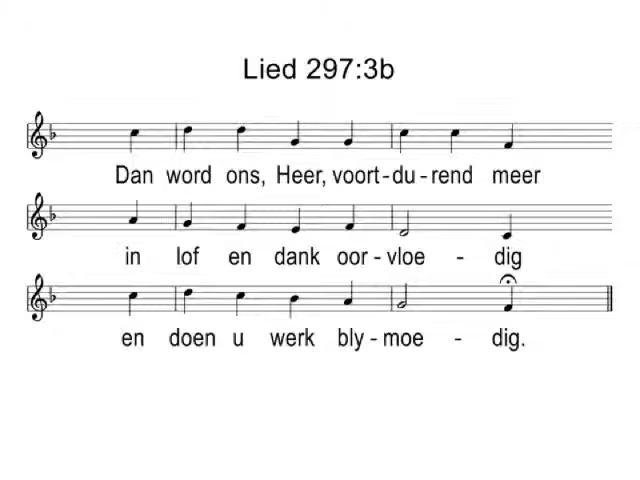 Lied 297:3b
Dan word ons, Heer, voort-du-rend meer
in lof en dank oor-vloe - dig
en doen u werk bly-moe - dig.